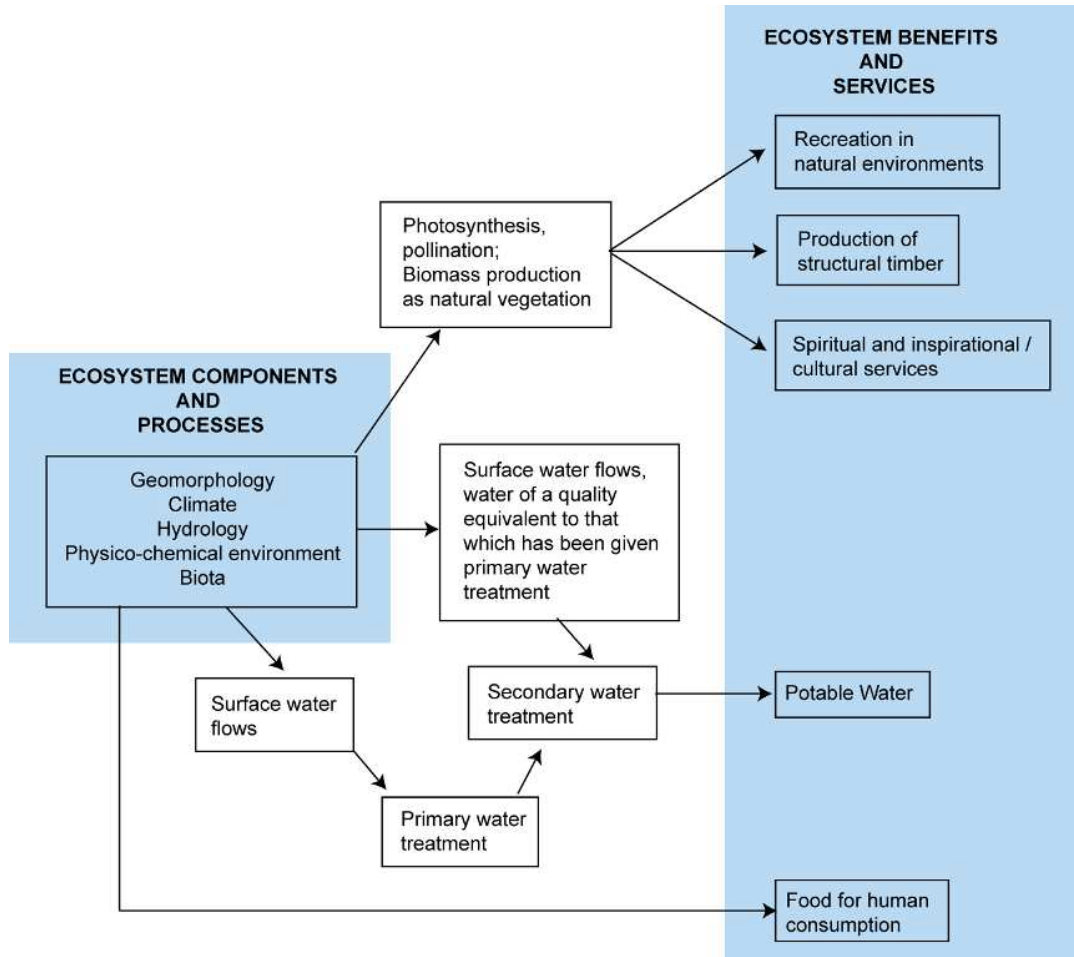 ECOSYSTEM BENEFITS
AND
SERVICES
Recreation in
natural environments
Photosynthesis,
pollination;
Biomass production
as natural vegetation
Production of
structural timber
Spiritual and inspirational /
cultural services
ECOSYSTEM COMPONENTS
AND
PROCESSES
Geomorphology
Climate
Hydrology
Physico-chemical environment
Biota
Surface water flows,
water of a quality
equivalent to that
which has been given
primary water
treatment
Surface water
flows
Secondary water
treatment
Potable Water
Primary water
treatment
Food for human
consumption